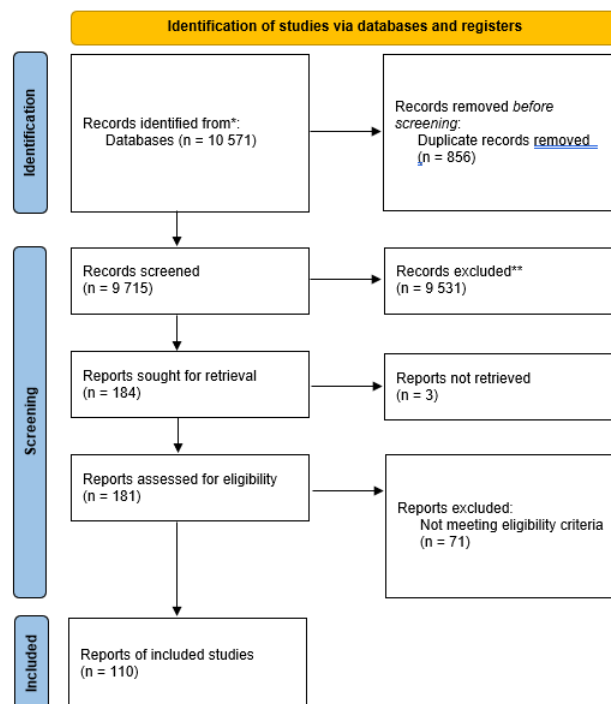 Identification of studies via databases and registers
Identification
Records identified from*:
Databases (n = 10 571)
Records removed before
screening:
Duplicate records removed
(n = 856)
Screening
Records screened
(n = 9 715)
Records excluded**
(n = 9 531)
Reports sought for retrieval
(n = 184)
Reports not retrieved
(n = 3)
Reports assessed for eligibility
(n = 181)
Reports excluded:
Not meeting eligibility criteria
(n = 71)
Included
Reports of included studies
(n = 110)